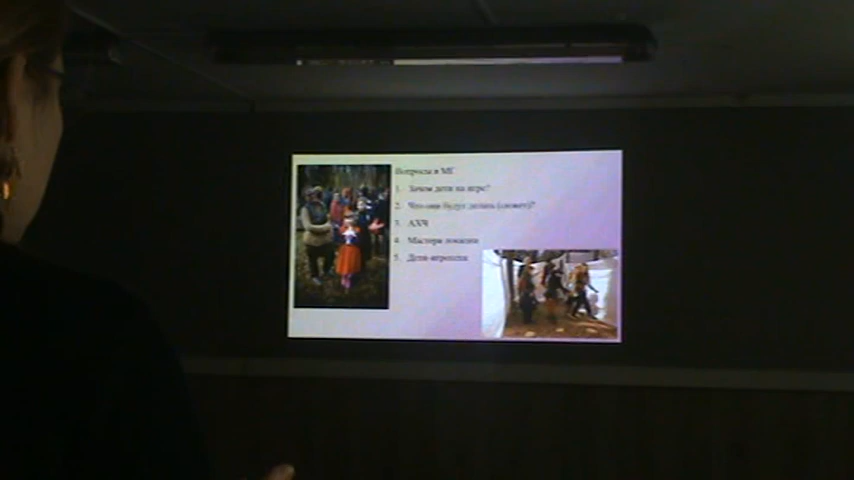 Вопросы в МГ
1. Зачем дети на игре?
2. Что они будут делать (сюжет)?
3. АХЧ
4. Мастера локации
5. Дети-игроки